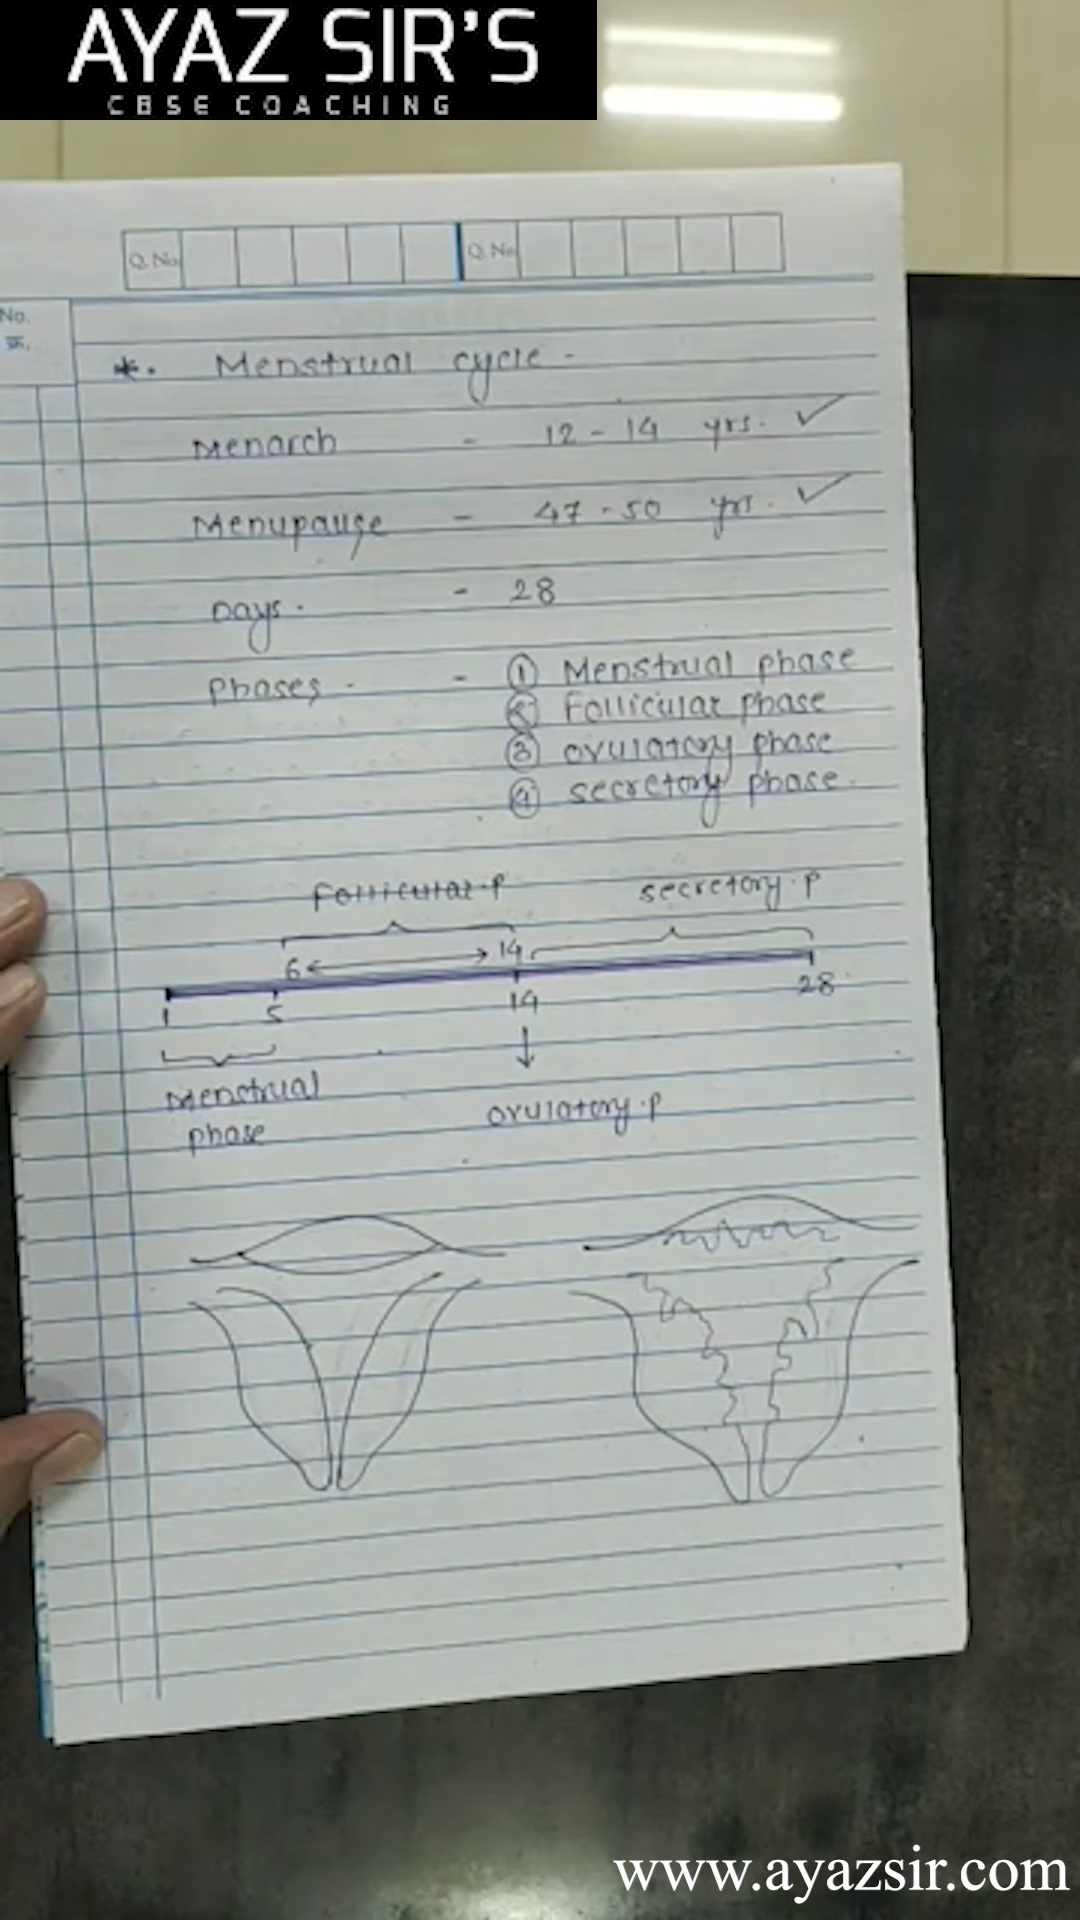 AYAZ SIR'S
CBSE COACHING
Q.No Q.No
No.
क्र.
*. Menstrual cycle -
Menarch - 12 - 14 yrs. ✓
Menupause - 47 - 50 yrs. ✓
Days. - 28
Phases - - ① Menstrual phase
② Follicular phase
③ ovulatory phase
④ secretory phase.
Follicular.p secretory.p
6 14
1 5 14 28
Menstrual
phase
ovulatory.p
www.ayazsir.com